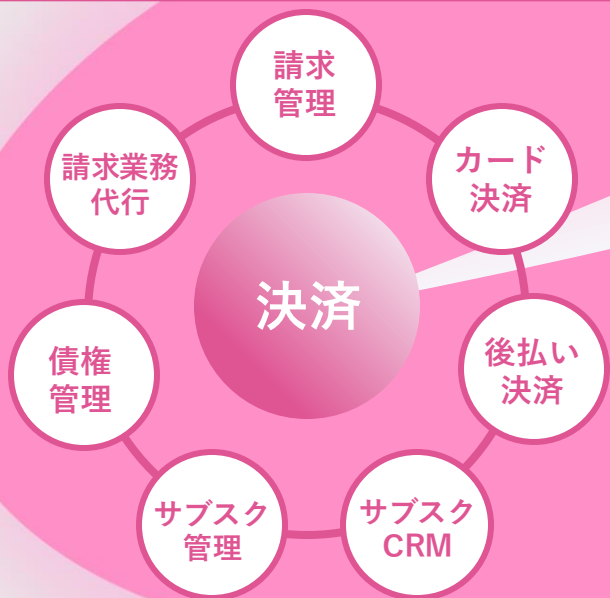 請求
管理
カード
決済
後払い
決済
サブスク
CRM
サブスク
管理
債権
管理
請求業務
代行
決済